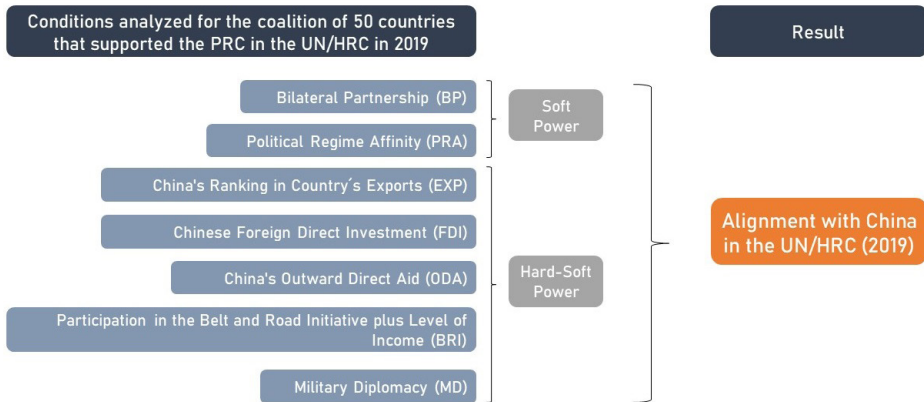 Conditions analyzed for the coalition of 50 countries
that supported the PRC in the UN/HRC in 2019
Result
Bilateral Partnership (BP)
Political Regime Affinity (PRA)
Soft
Power
China's Ranking in Country´s Exports (EXP)
Chinese Foreign Direct Investment (FDI)
China's Outward Direct Aid (ODA)
Participation in the Belt and Road Initiative plus Level of
Income (BRI)
Military Diplomacy (MD)
Hard-Soft
Power
Alignment with China
in the UN/HRC (2019)